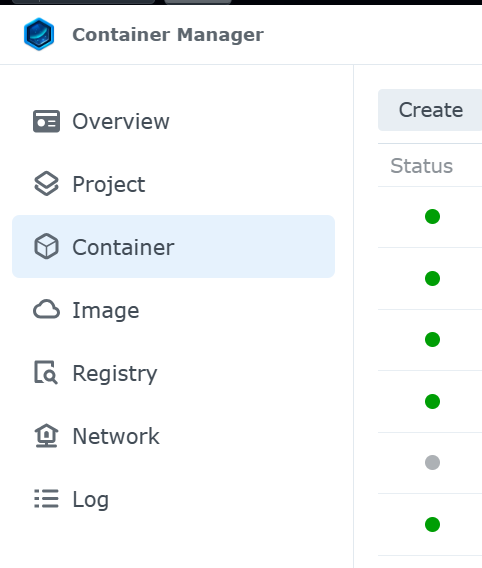 Container Manager
Overview
Project
Container
Image
Registry
Network
Log
Create
Status